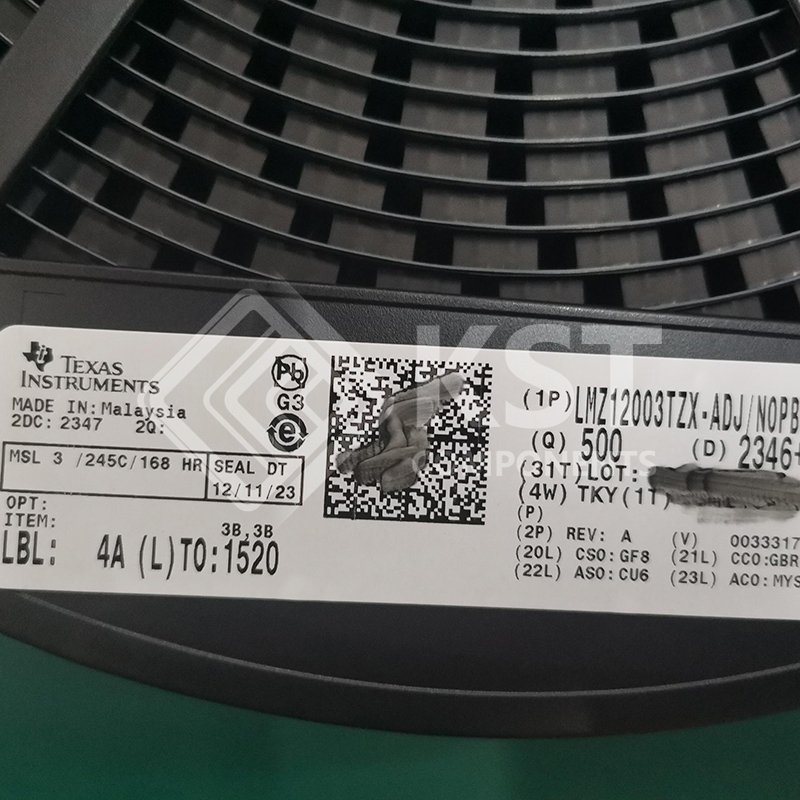 TEXAS
INSTRUMENTS
MADE IN: Malaysia
2DC: 2347 2Q:
MSL 3 /245C/168 HR
SEAL DT
12/11/23
OPT:
ITEM:
3B,3B
LBL: 4A (L)TO:1520
Pb
G3
e
(1P)LMZ12003TZX-ADJ/NOPB
(Q) 500 (D) 2346+
(31T)LOT:
(4W) TKY(1T)
(P)
(2P) REV: A (V) 0033317
(20L) CSO:GF8 (21L) CCO:GBR
(22L) ASO:CU6 (23L) ACO:MYS
KST
COMPONENTS